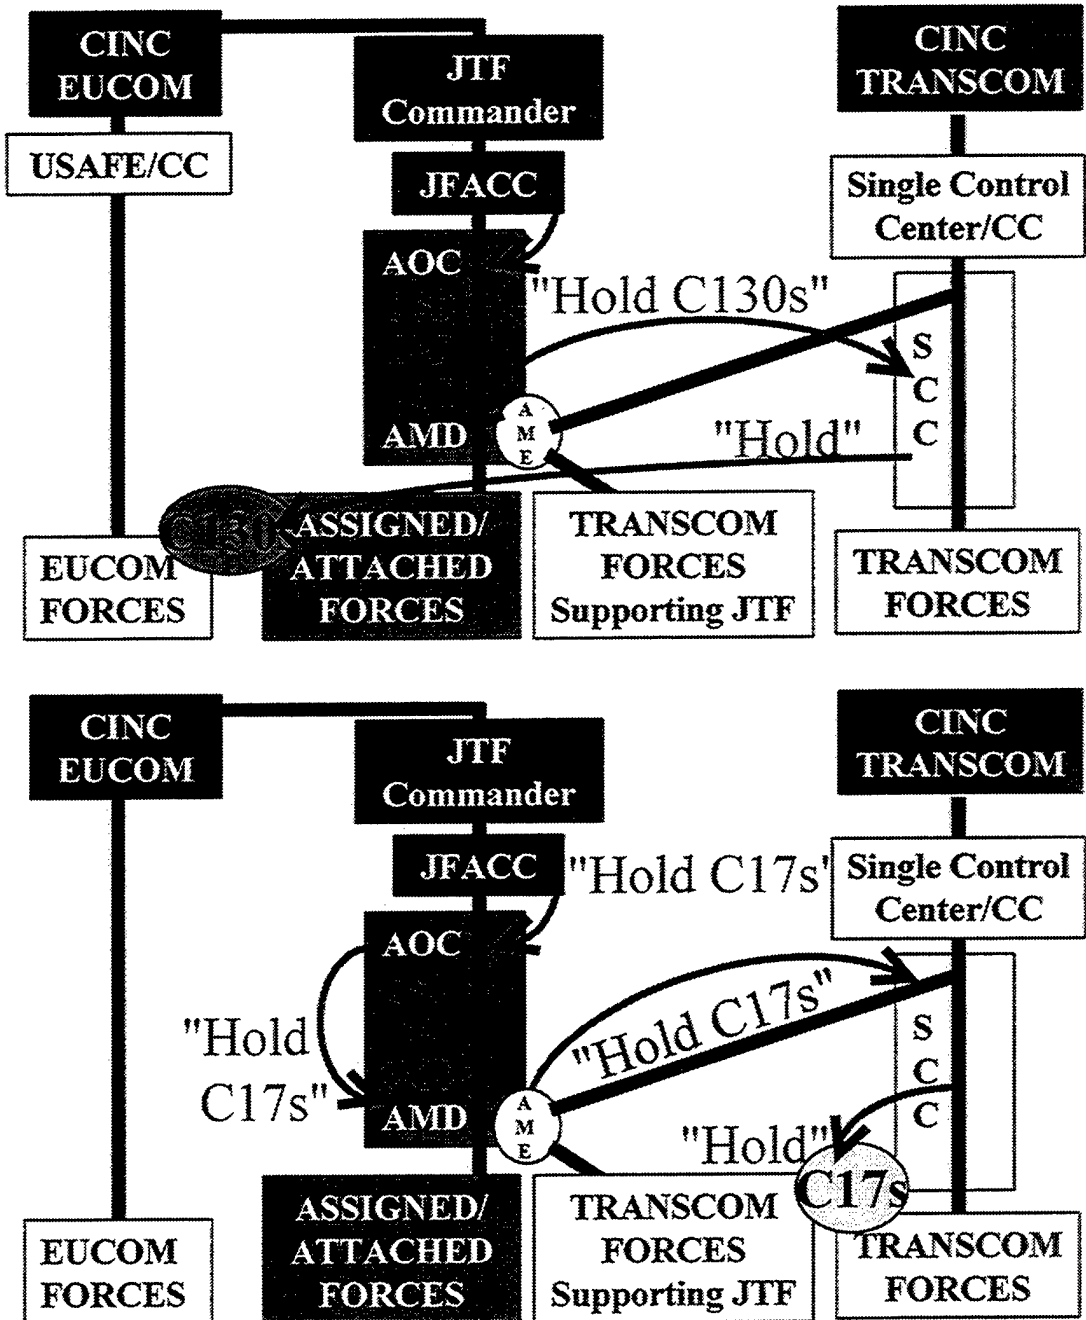 CINC
EUCOM
JTF
Commander
CINC
TRANSCOM
USAFE/CC
JFACC
Single Control
Center/CC
AOC
"Hold C130s"
S
C
C
AMD
A
M
E
"Hold"
C130s
EUCOM
FORCES
ASSIGNED/
ATTACHED
FORCES
TRANSCOM
FORCES
Supporting JTF
TRANSCOM
FORCES
CINC
EUCOM
JTF
Commander
CINC
TRANSCOM
JFACC
"Hold C17s'
Single Control
Center/CC
AOC
"Hold
C17s"
"Hold C17s"
S
C
C
AMD
A
M
E
"Hold"
C17s
EUCOM
FORCES
ASSIGNED/
ATTACHED
FORCES
TRANSCOM
FORCES
Supporting JTF
TRANSCOM
FORCES